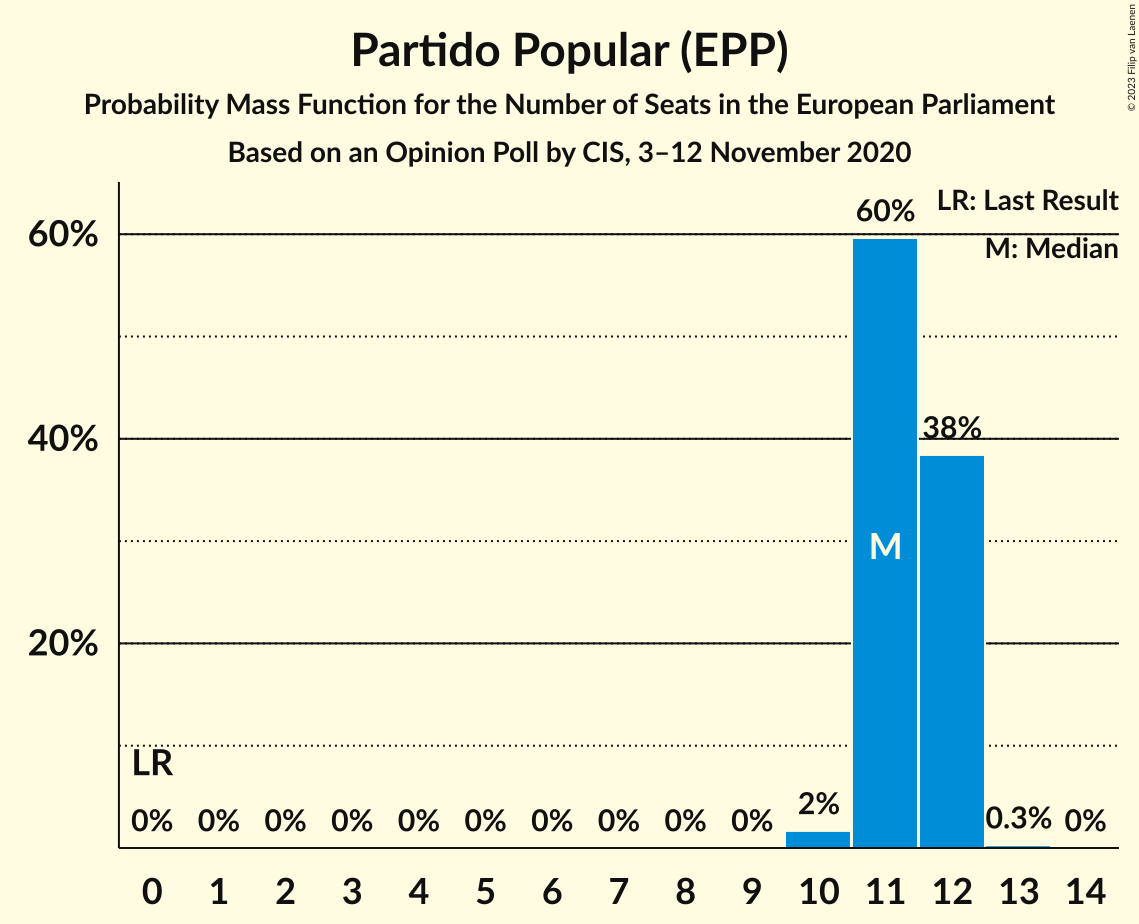 © 2023 Filip van Laenen
Partido Popular (EPP)
Probability Mass Function for the Number of Seats in the European Parliament
Based on an Opinion Poll by CIS, 3–12 November 2020
LR: Last Result
M: Median
60%
40%
20%
LR
M
0% 0% 0% 0% 0% 0% 0% 0% 0% 0% 2% 60% 38% 0.3% 0%
0 1 2 3 4 5 6 7 8 9 10 11 12 13 14